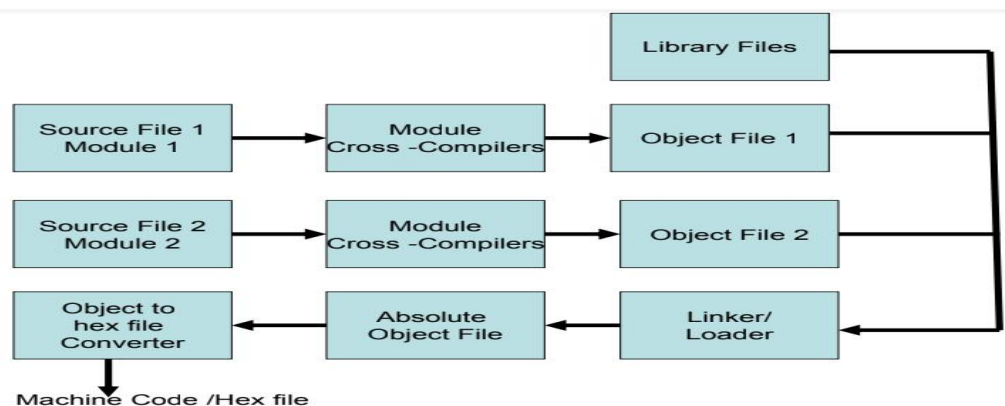 Library Files
Source File 1
Module 1
Module
Cross -Compilers
Object File 1
Source File 2
Module 2
Module
Cross -Compilers
Object File 2
Object to
hex file
Converter
Absolute
Object File
Linker/
Loader
Machine Code /Hex file